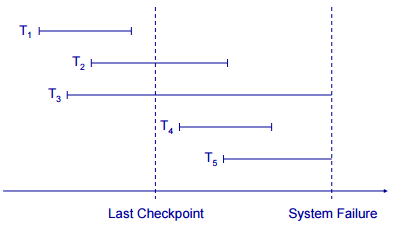 T1
T2
T3
T4
T5
Last Checkpoint
System Failure